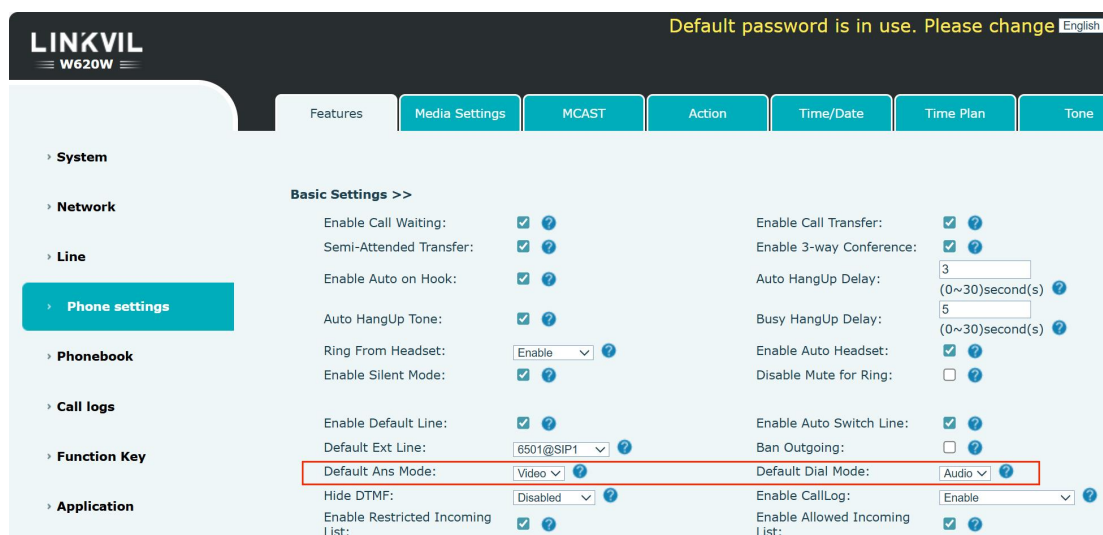 Default password is in use. Please change English
LINKVIL
W620W
Features Media Settings MCAST Action Time/Date Time Plan Tone
› System
› Network
› Line
› Phone settings
› Phonebook
› Call logs
› Function Key
› Application
Basic Settings >>
Enable Call Waiting: ? Enable Call Transfer: ?
Semi-Attended Transfer: ? Enable 3-way Conference: ?
Enable Auto on Hook: ? Auto HangUp Delay: 3
(0~30)second(s) ?
Auto HangUp Tone: ? Busy HangUp Delay: 5
(0~30)second(s) ?
Ring From Headset: Enable ? Enable Auto Headset: ?
Enable Silent Mode: ? Disable Mute for Ring: ?
Enable Default Line: ? Enable Auto Switch Line: ?
Default Ext Line: 6501@SIP1 ? Ban Outgoing: ?
Default Ans Mode: Video ? Default Dial Mode: Audio ?
Hide DTMF: Disabled ? Enable CallLog: Enable ?
Enable Restricted Incoming
List: ? Enable Allowed Incoming
List: ?